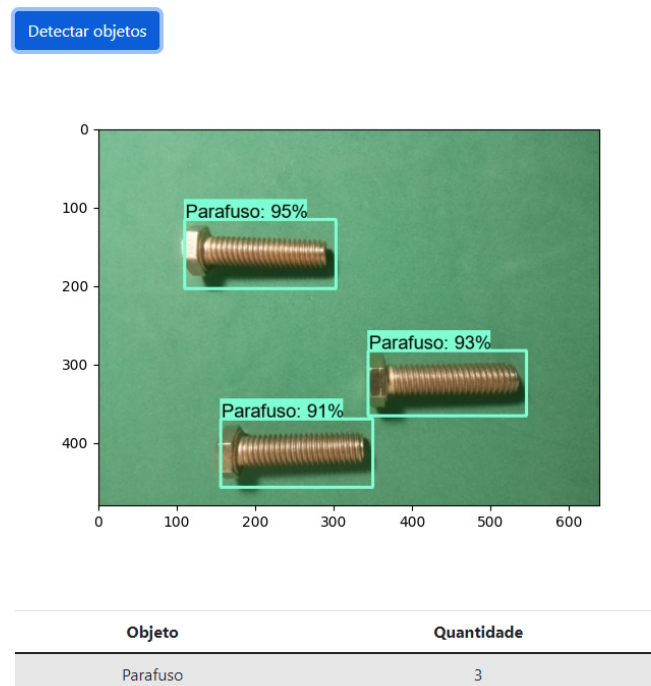 Detectar objetos
0
100
Parafuso: 95%
200
300
Parafuso: 93%
Parafuso: 91%
400
0 100 200 300 400 500 600
Objeto Quantidade
Parafuso 3